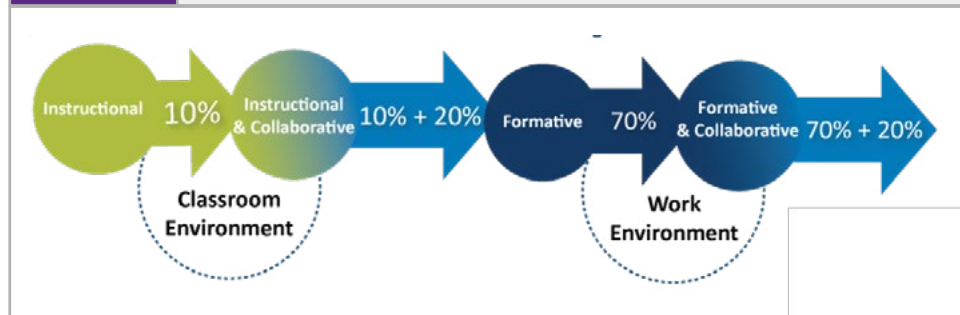 Instructional
10%
Instructional
& Collaborative
10% + 20%
Formative
70%
Formative
& Collaborative
70% + 20%
Classroom
Environment
Work
Environment